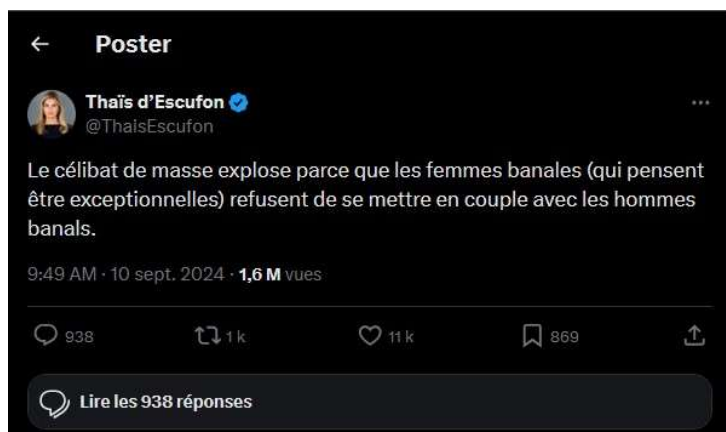 Poster
Thaïs d'Escufon
@ThaisEscufon
Le célibat de masse explose parce que les femmes banales (qui pensent
être exceptionnelles) refusent de se mettre en couple avec les hommes
banals.
9:49 AM · 10 sept. 2024 · 1,6 M vues
938 1 k 11 k 869
Lire les 938 réponses